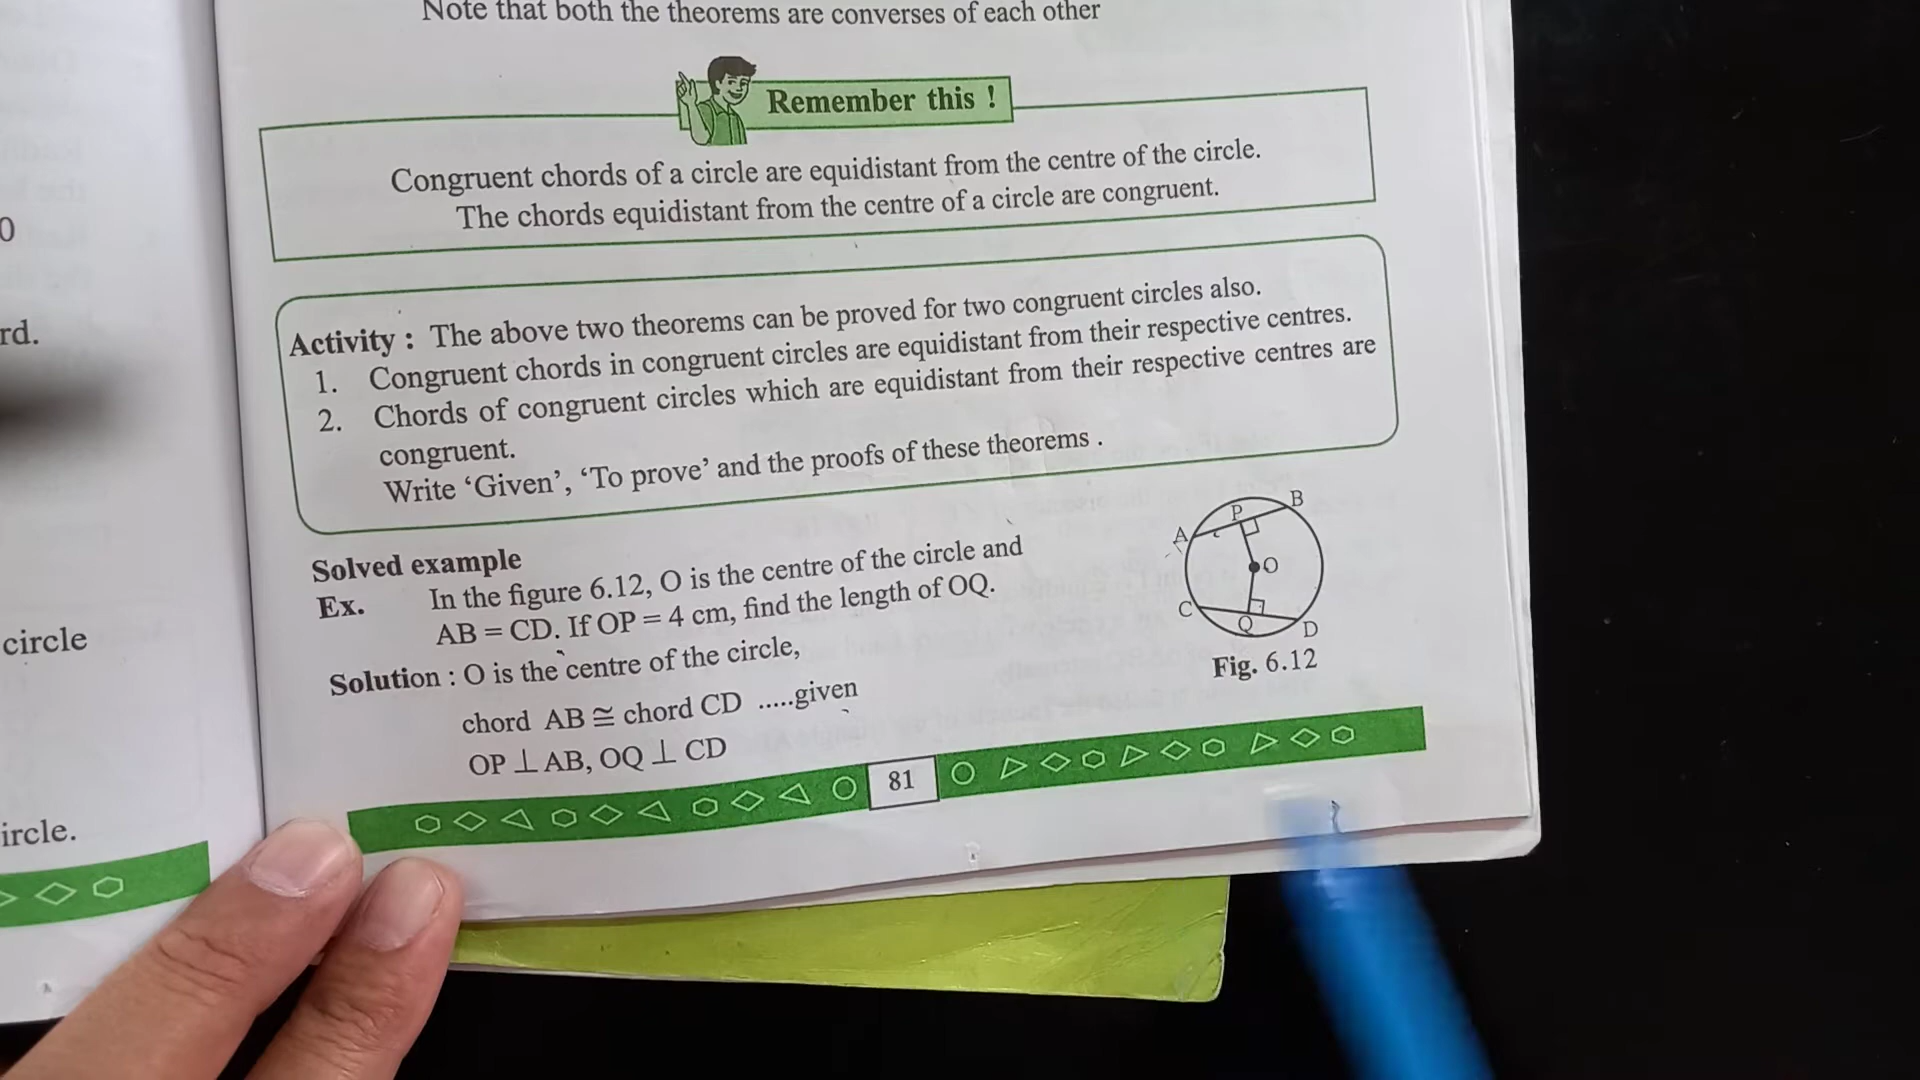 0
rd.
circle
ircle.
Note that both the theorems are converses of each other
Remember this !
Congruent chords of a circle are equidistant from the centre of the circle.
The chords equidistant from the centre of a circle are congruent.
Activity : The above two theorems can be proved for two congruent circles also.
1. Congruent chords in congruent circles are equidistant from their respective centres.
2. Chords of congruent circles which are equidistant from their respective centres are
congruent.
Write ‘Given’, ‘To prove’ and the proofs of these theorems .
Solved example
Ex. In the figure 6.12, O is the centre of the circle and
AB = CD. If OP = 4 cm, find the length of OQ.
Solution : O is the centre of the circle,
chord AB ≅ chord CD .....given
OP ⊥ AB, OQ ⊥ CD
A P B
O
C Q D
Fig. 6.12
81